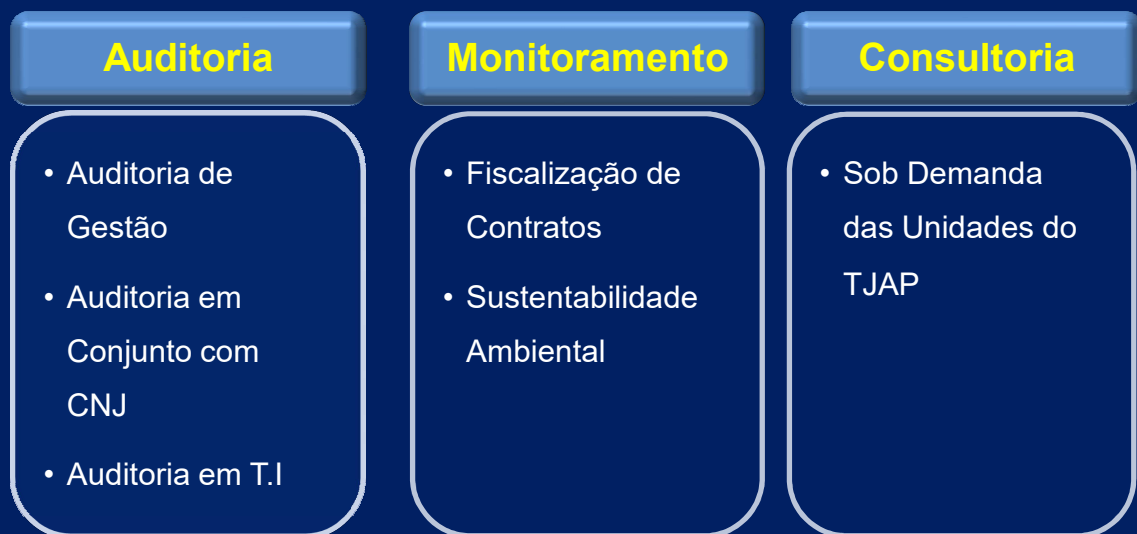 Auditoria
• Auditoria de
Gestão
• Auditoria em
Conjunto com
CNJ
• Auditoria em T.I
Monitoramento
• Fiscalização de
Contratos
• Sustentabilidade
Ambiental
Consultoria
• Sob Demanda
das Unidades do
TJAP